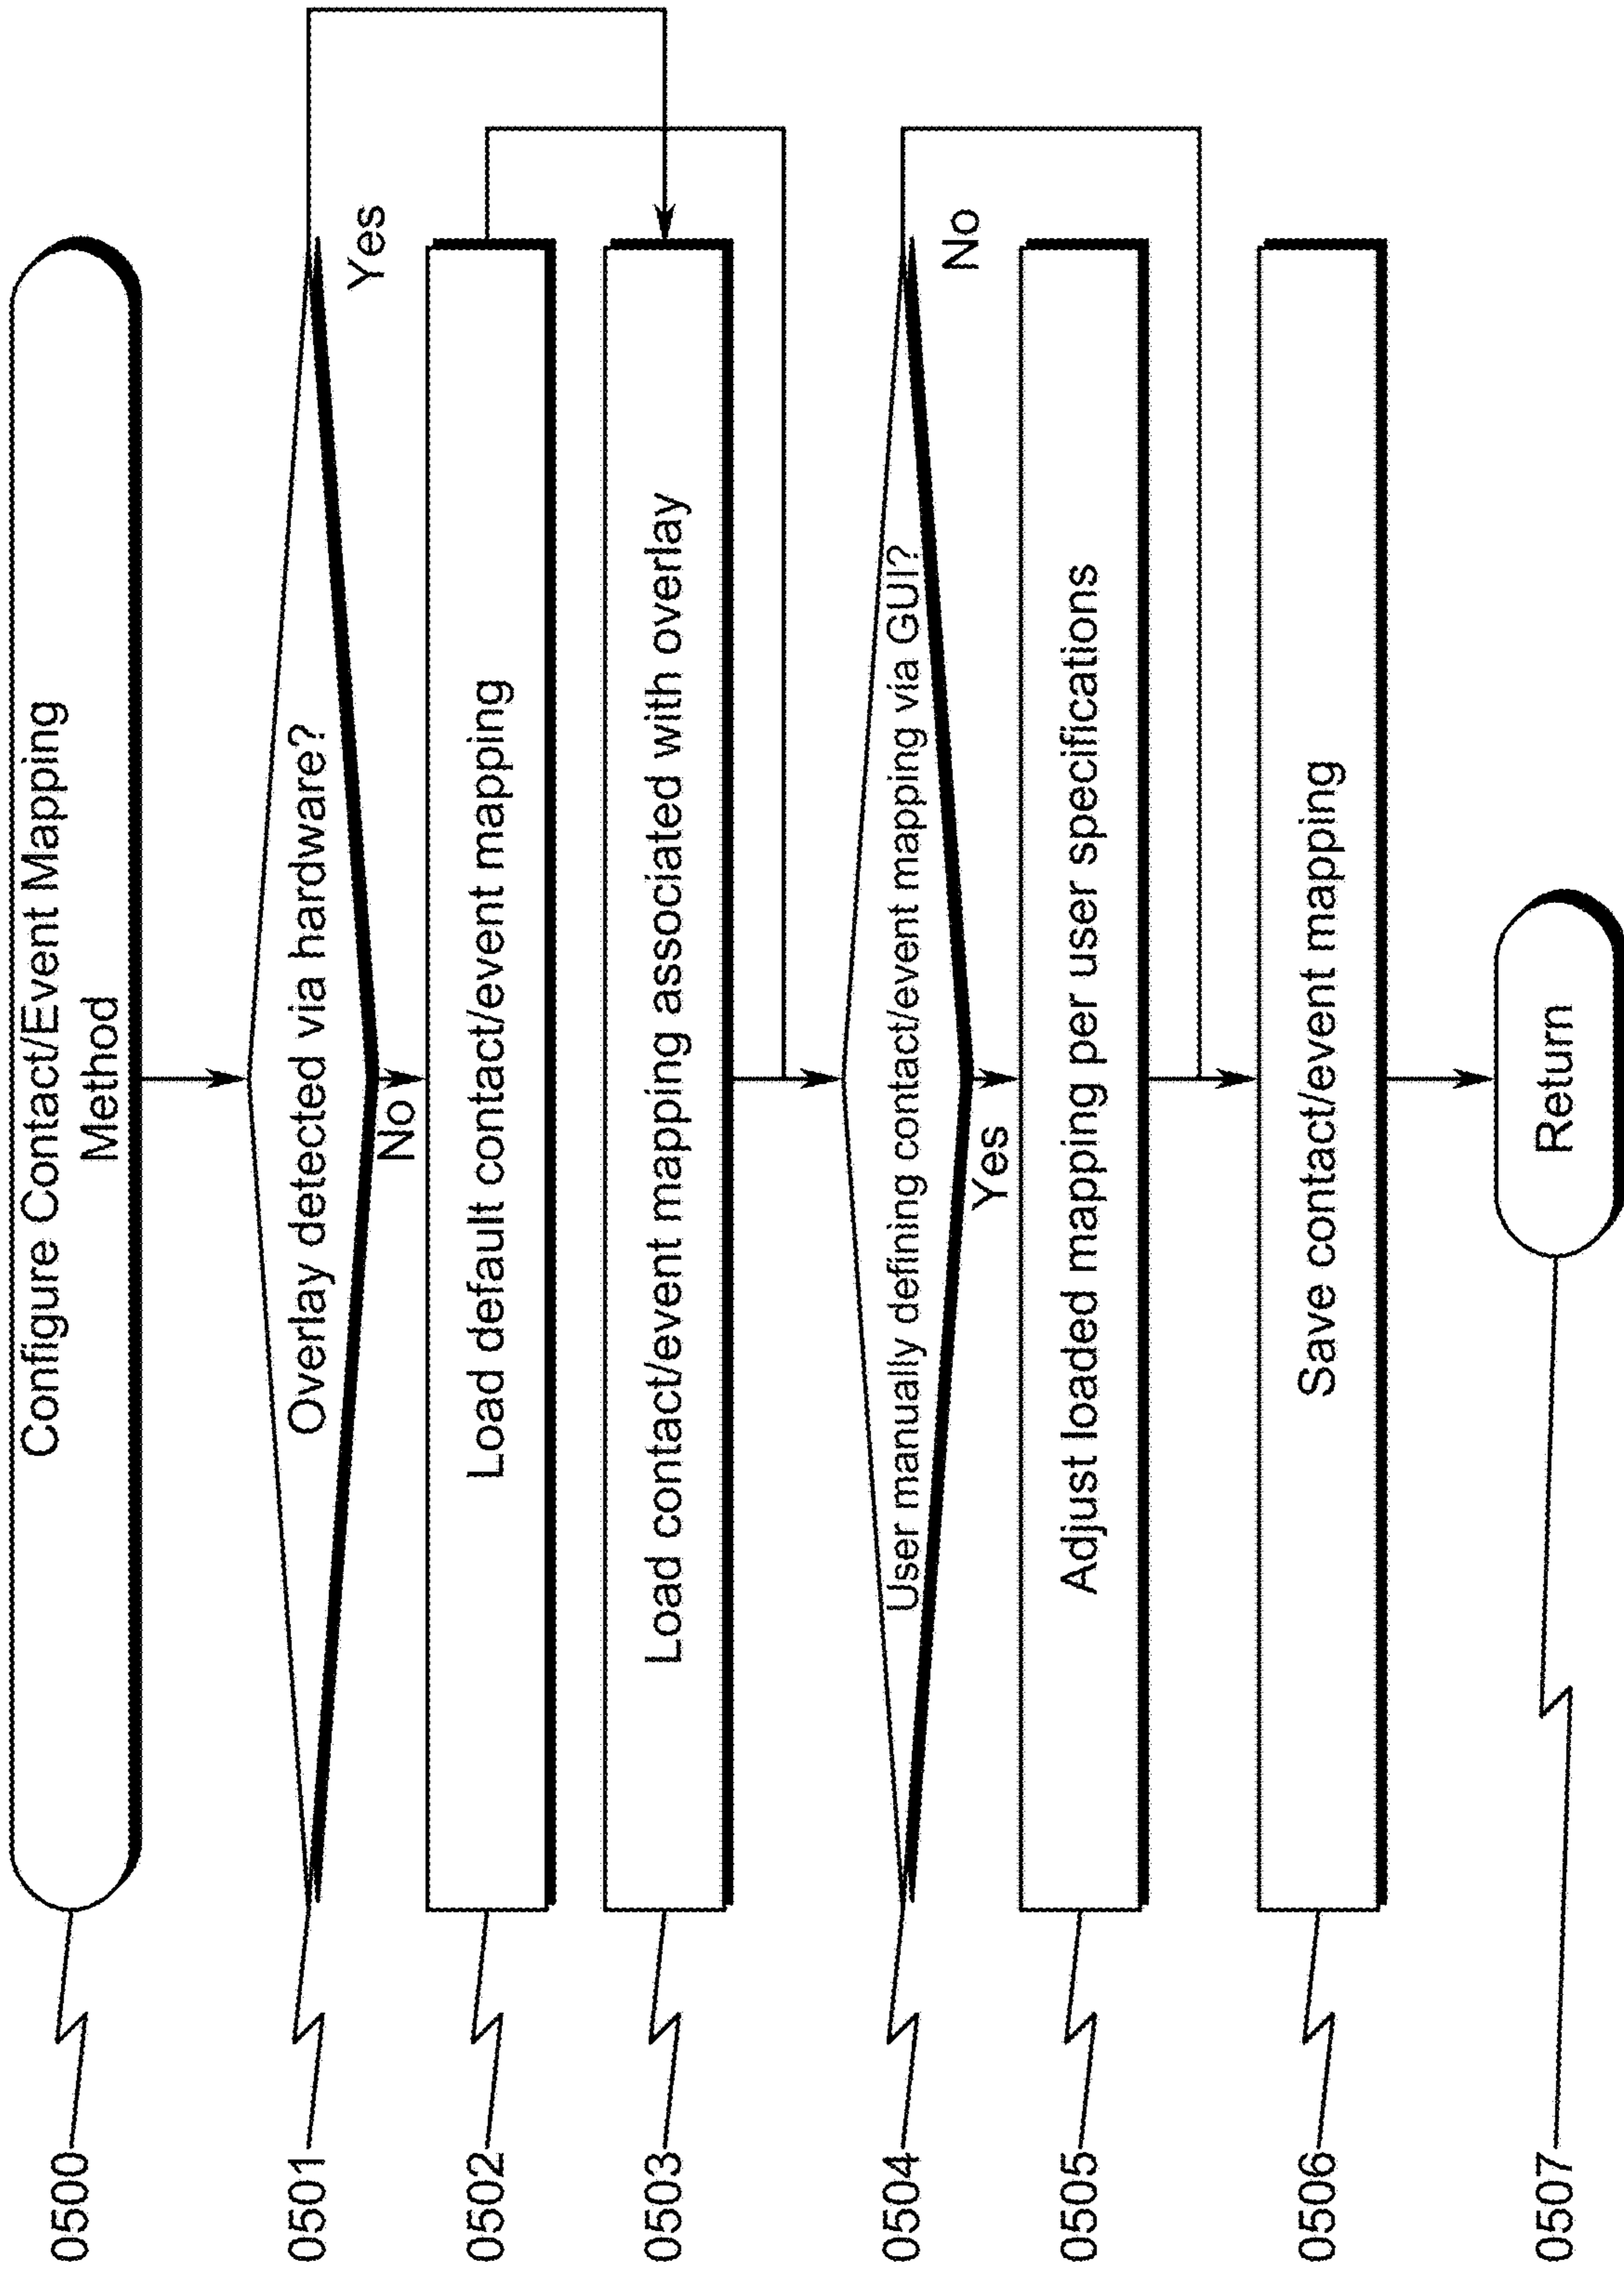 0500
Configure Contact/Event Mapping
Method
0501
Overlay detected via hardware?
Yes
No
0502
Load default contact/event mapping
0503
Load contact/event mapping associated with overlay
0504
User manually defining contact/event mapping via GUI?
No
Yes
0505
Adjust loaded mapping per user specifications
0506
Save contact/event mapping
0507
Return